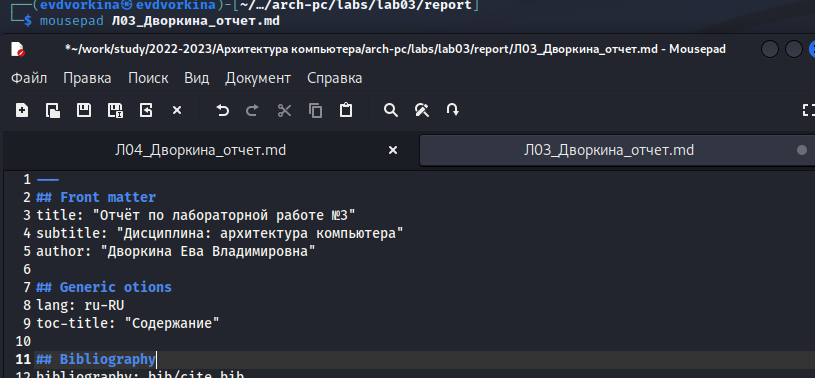 ┌──(evdvorkina㉿evdvorkina)-[~/…/arch-pc/labs/lab03/report]
└─$ mousepad Л03_Дворкина_отчет.md
*~/work/study/2022-2023/Архитектура компьютера/arch-pc/labs/lab03/report/Л03_Дворкина_отчет.md - Mousepad
Файл Правка Поиск Вид Документ Справка
Л04_Дворкина_отчет.md × Л03_Дворкина_отчет.md
1 ---
2 ## Front matter
3 title: "Отчёт по лабораторной работе №3"
4 subtitle: "Дисциплина: архитектура компьютера"
5 author: "Дворкина Ева Владимировна"
6
7 ## Generic otions
8 lang: ru-RU
9 toc-title: "Содержание"
10
11 ## Bibliography
12 bibliography: bib/cite.bib